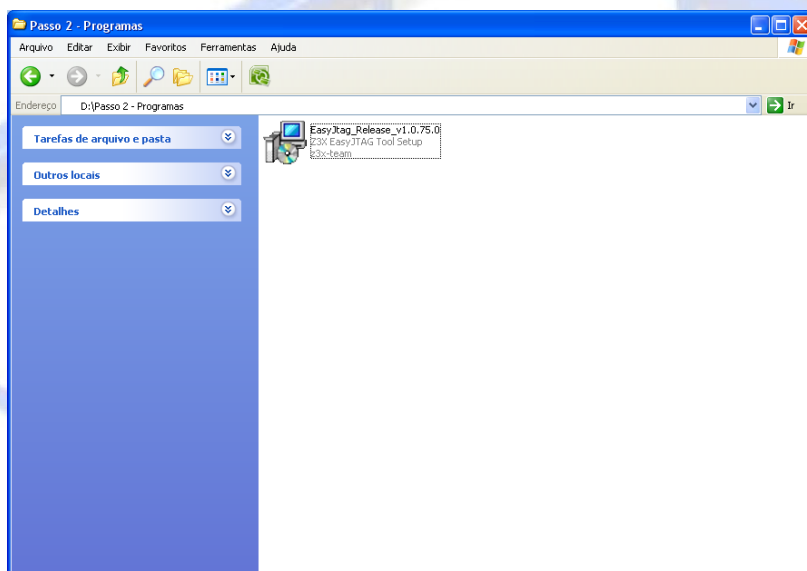 Passo 2 - Programas
Arquivo Editar Exibir Favoritos Ferramentas Ajuda
Endereço D:\Passo 2 - Programas Ir
Tarefas de arquivo e pasta
Outros locais
Detalhes
EasyJtag_Release_v1.0.75.0
Z3X EasyJTAG Tool Setup
z3x-team